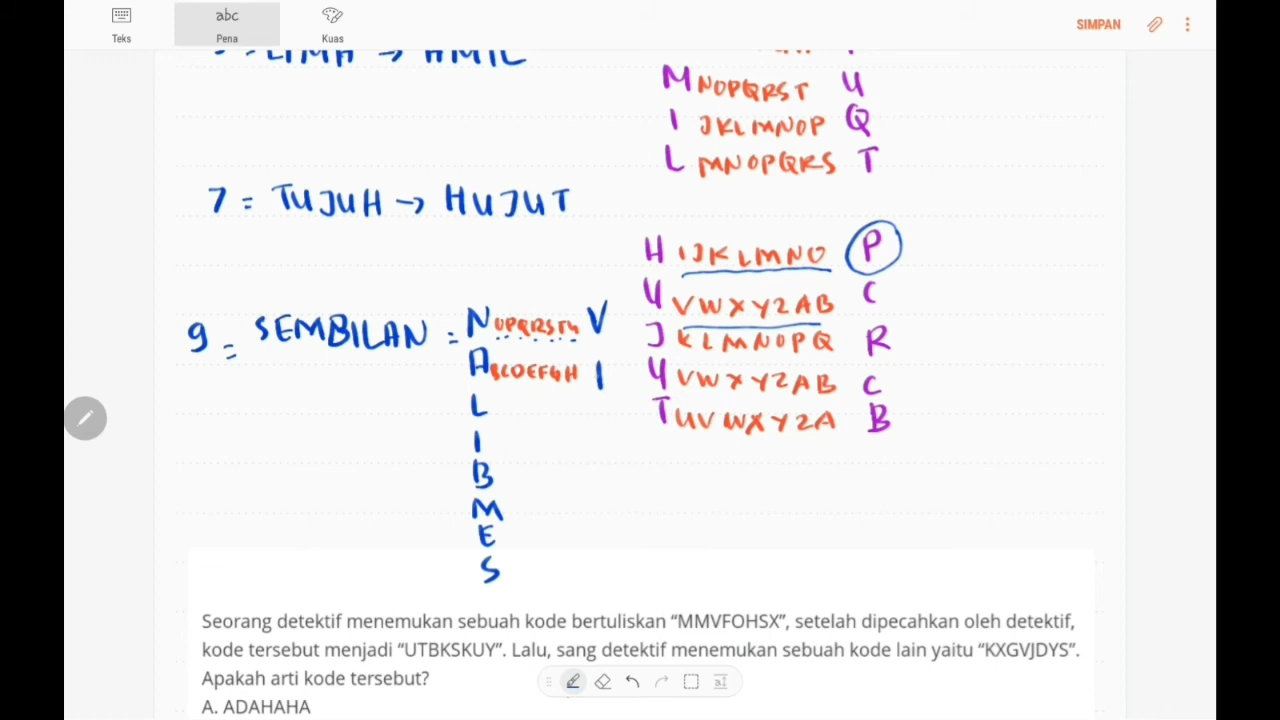 Teks
abc
Pena
Kuas
SIMPAN
LIMA → AMIL
M NOPQRST U
I JKLMNOP Q
L MNOPQRS T
7 = TUJUH → HUJUT
H IJKLMNO P
U VWXYZAB C
J KLMNOPQ R
U VWXYZAB C
T UVWXYZA B
9 = SEMBILAN = N OPQRSTU V
A BCDEFGH I
L
I
B
M
E
S
Seorang detektif menemukan sebuah kode bertuliskan “MMVFOHSX”, setelah dipecahkan oleh detektif,
kode tersebut menjadi “UTBKSKUY”. Lalu, sang detektif menemukan sebuah kode lain yaitu “KXGVJDYS”.
Apakah arti kode tersebut?
A. ADAHAHA